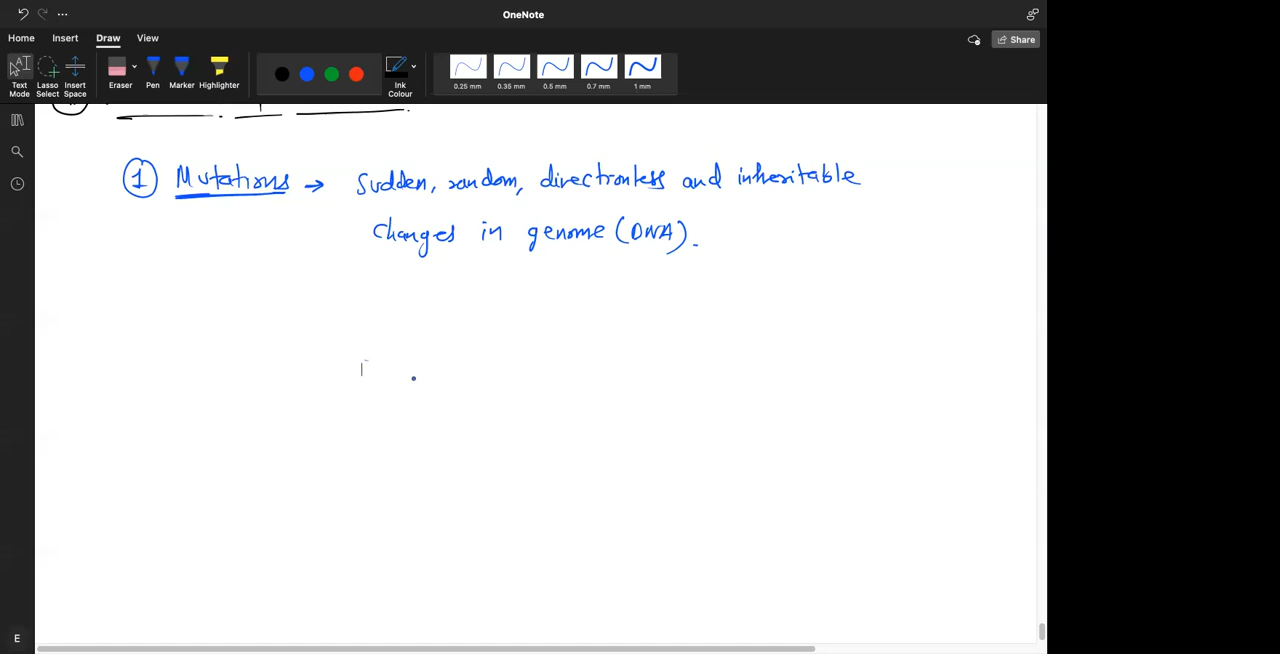 OneNote
Home Insert Draw View
Share
Text Mode
Lasso Select
Insert Space
Eraser
Pen
Marker
Highlighter
Ink Colour
0.25 mm
0.35 mm
0.5 mm
0.7 mm
1 mm
① Mutations → Sudden, random, directionless and inheritable
changes in genome (DNA).
E